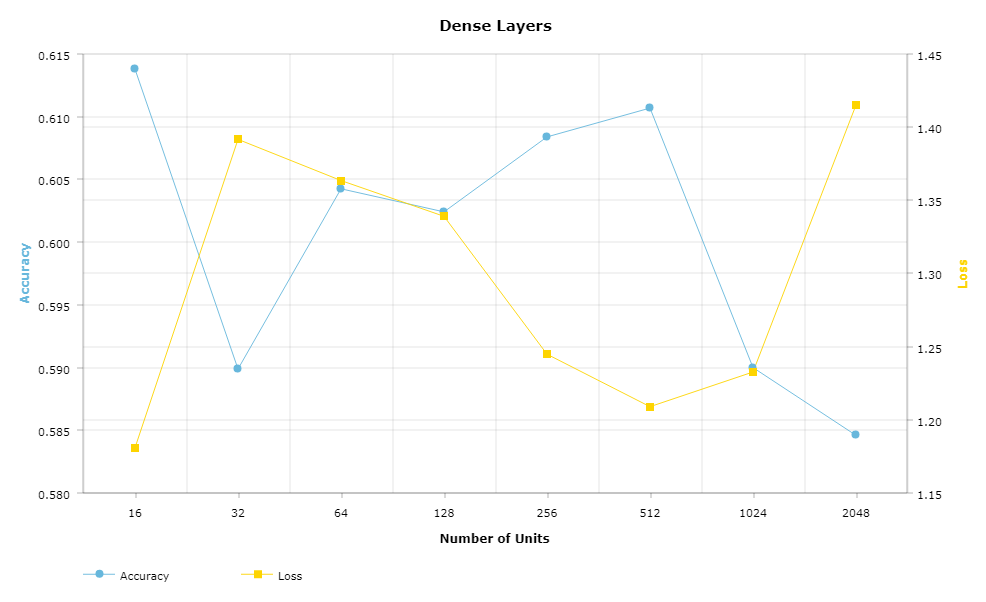 Dense Layers
0.615 1.45
0.610 1.40
0.605 1.35
0.600 1.30
0.595 1.25
0.590 1.20
0.585 1.15
0.580
Accuracy
Loss
16 32 64 128 256 512 1024 2048
Number of Units
Accuracy Loss